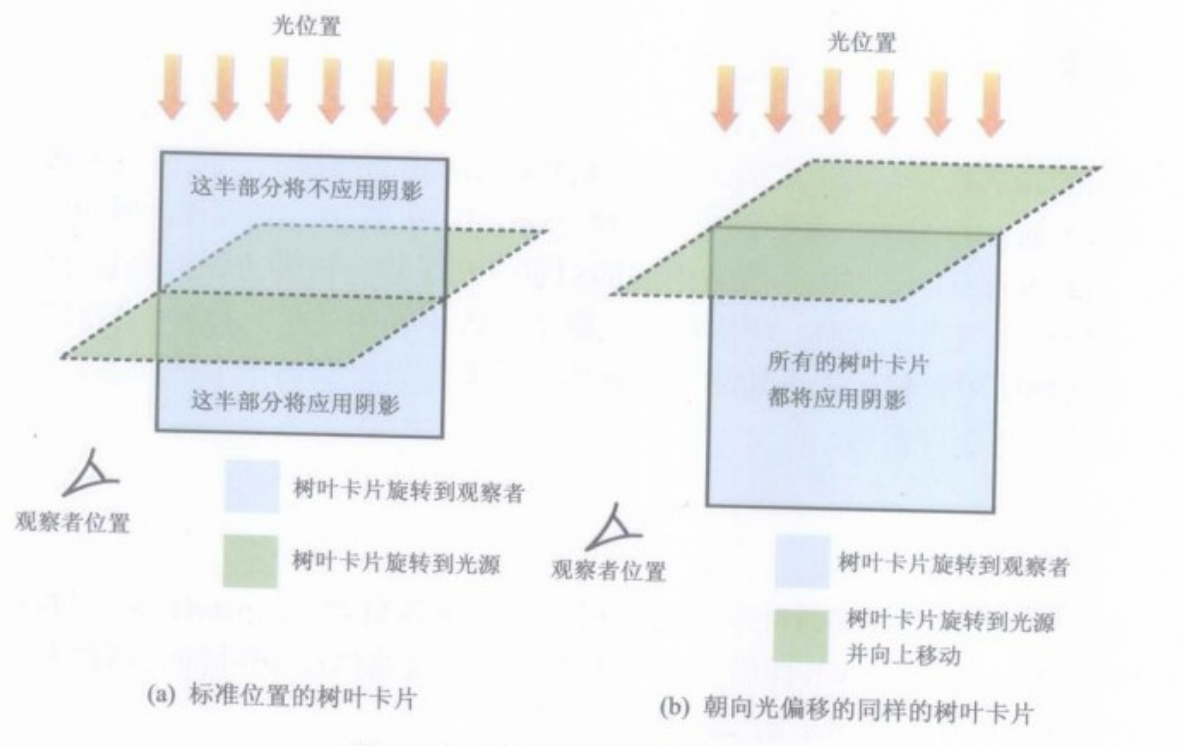 光位置
这半部分将不应用阴影
这半部分将应用阴影
观察者位置
树叶卡片旋转到观察者
树叶卡片旋转到光源
(a) 标准位置的树叶卡片
光位置
所有的树叶卡片
都将应用阴影
观察者位置
树叶卡片旋转到观察者
树叶卡片旋转到光源
并向上移动
(b) 朝向光偏移的同样的树叶卡片